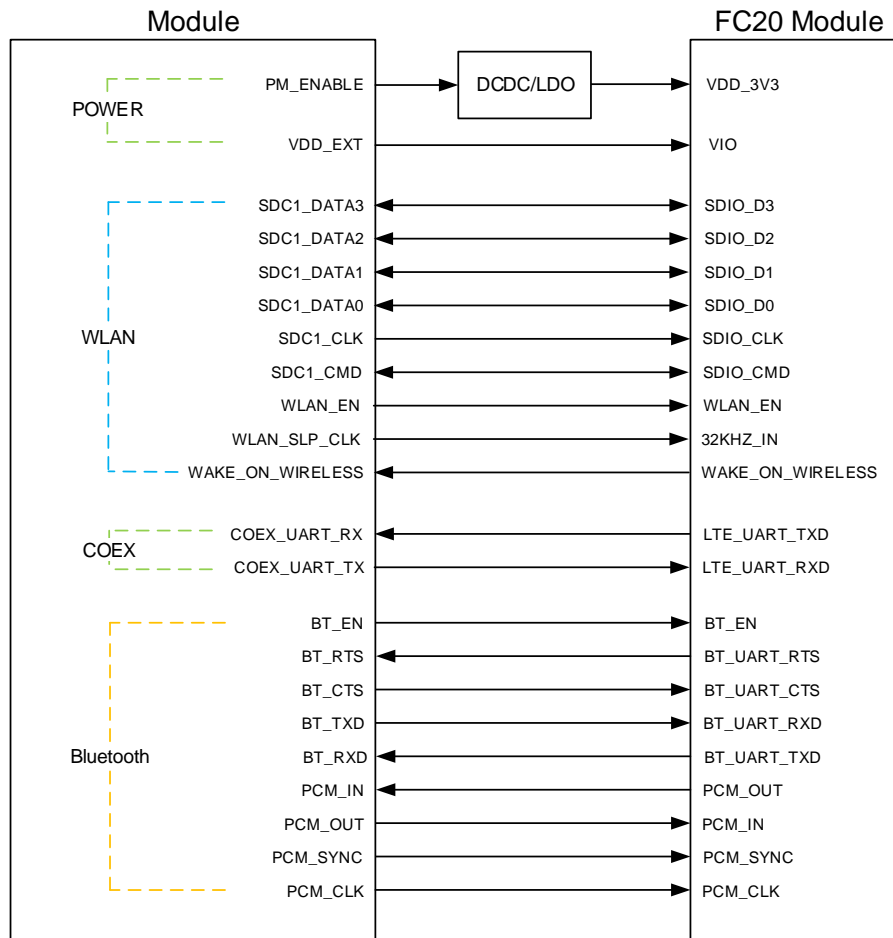 Module FC20 Module
PM_ENABLE DCDC/LDO VDD_3V3
POWER
VDD_EXT VIO
SDC1_DATA3 SDIO_D3
SDC1_DATA2 SDIO_D2
SDC1_DATA1 SDIO_D1
SDC1_DATA0 SDIO_D0
WLAN
SDC1_CLK SDIO_CLK
SDC1_CMD SDIO_CMD
WLAN_EN WLAN_EN
WLAN_SLP_CLK 32KHZ_IN
WAKE_ON_WIRELESS WAKE_ON_WIRELESS
COEX_UART_RX LTE_UART_TXD
COEX
COEX_UART_TX LTE_UART_RXD
BT_EN BT_EN
BT_RTS BT_UART_RTS
BT_CTS BT_UART_CTS
BT_TXD BT_UART_RXD
Bluetooth
BT_RXD BT_UART_TXD
PCM_IN PCM_OUT
PCM_OUT PCM_IN
PCM_SYNC PCM_SYNC
PCM_CLK PCM_CLK